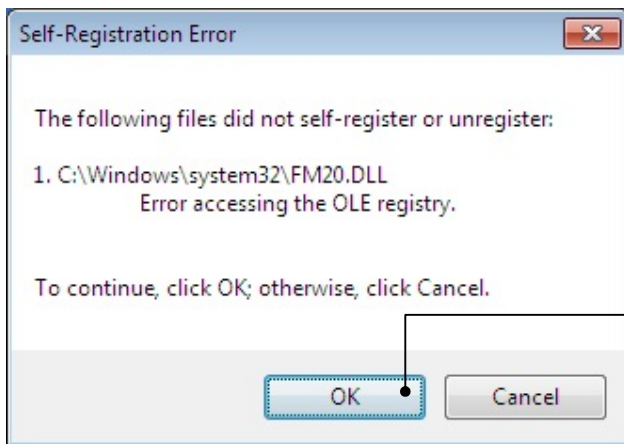 Self-Registration Error
The following files did not self-register or unregister:
1. C:\Windows\system32\FM20.DLL
Error accessing the OLE registry.
To continue, click OK; otherwise, click Cancel.
OK
Cancel